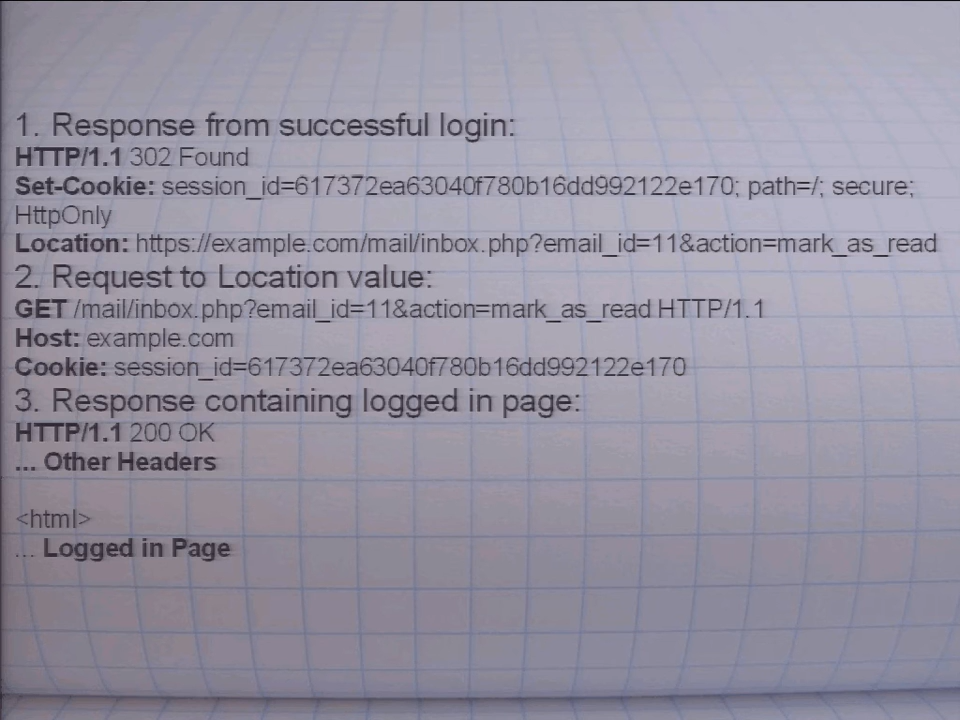 1. Response from successful login:
HTTP/1.1 302 Found
Set-Cookie: session_id=617372ea63040f780b16dd992122e170; path=/; secure;
HttpOnly
Location: https://example.com/mail/inbox.php?email_id=11&action=mark_as_read
2. Request to Location value:
GET /mail/inbox.php?email_id=11&action=mark_as_read HTTP/1.1
Host: example.com
Cookie: session_id=617372ea63040f780b16dd992122e170
3. Response containing logged in page:
HTTP/1.1 200 OK
... Other Headers
<html>
... Logged in Page